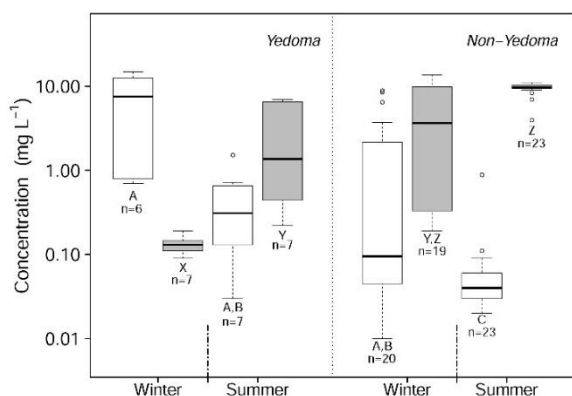 Yedoma
Non-Yedoma
Concentration (mg L⁻¹)
10.00
1.00
0.10
0.01
A
n=6
X
n=7
A,B
n=7
Y
n=7
A,B
n=20
Y,Z
n=19
C
n=23
Z
n=23
Winter
Summer
Winter
Summer